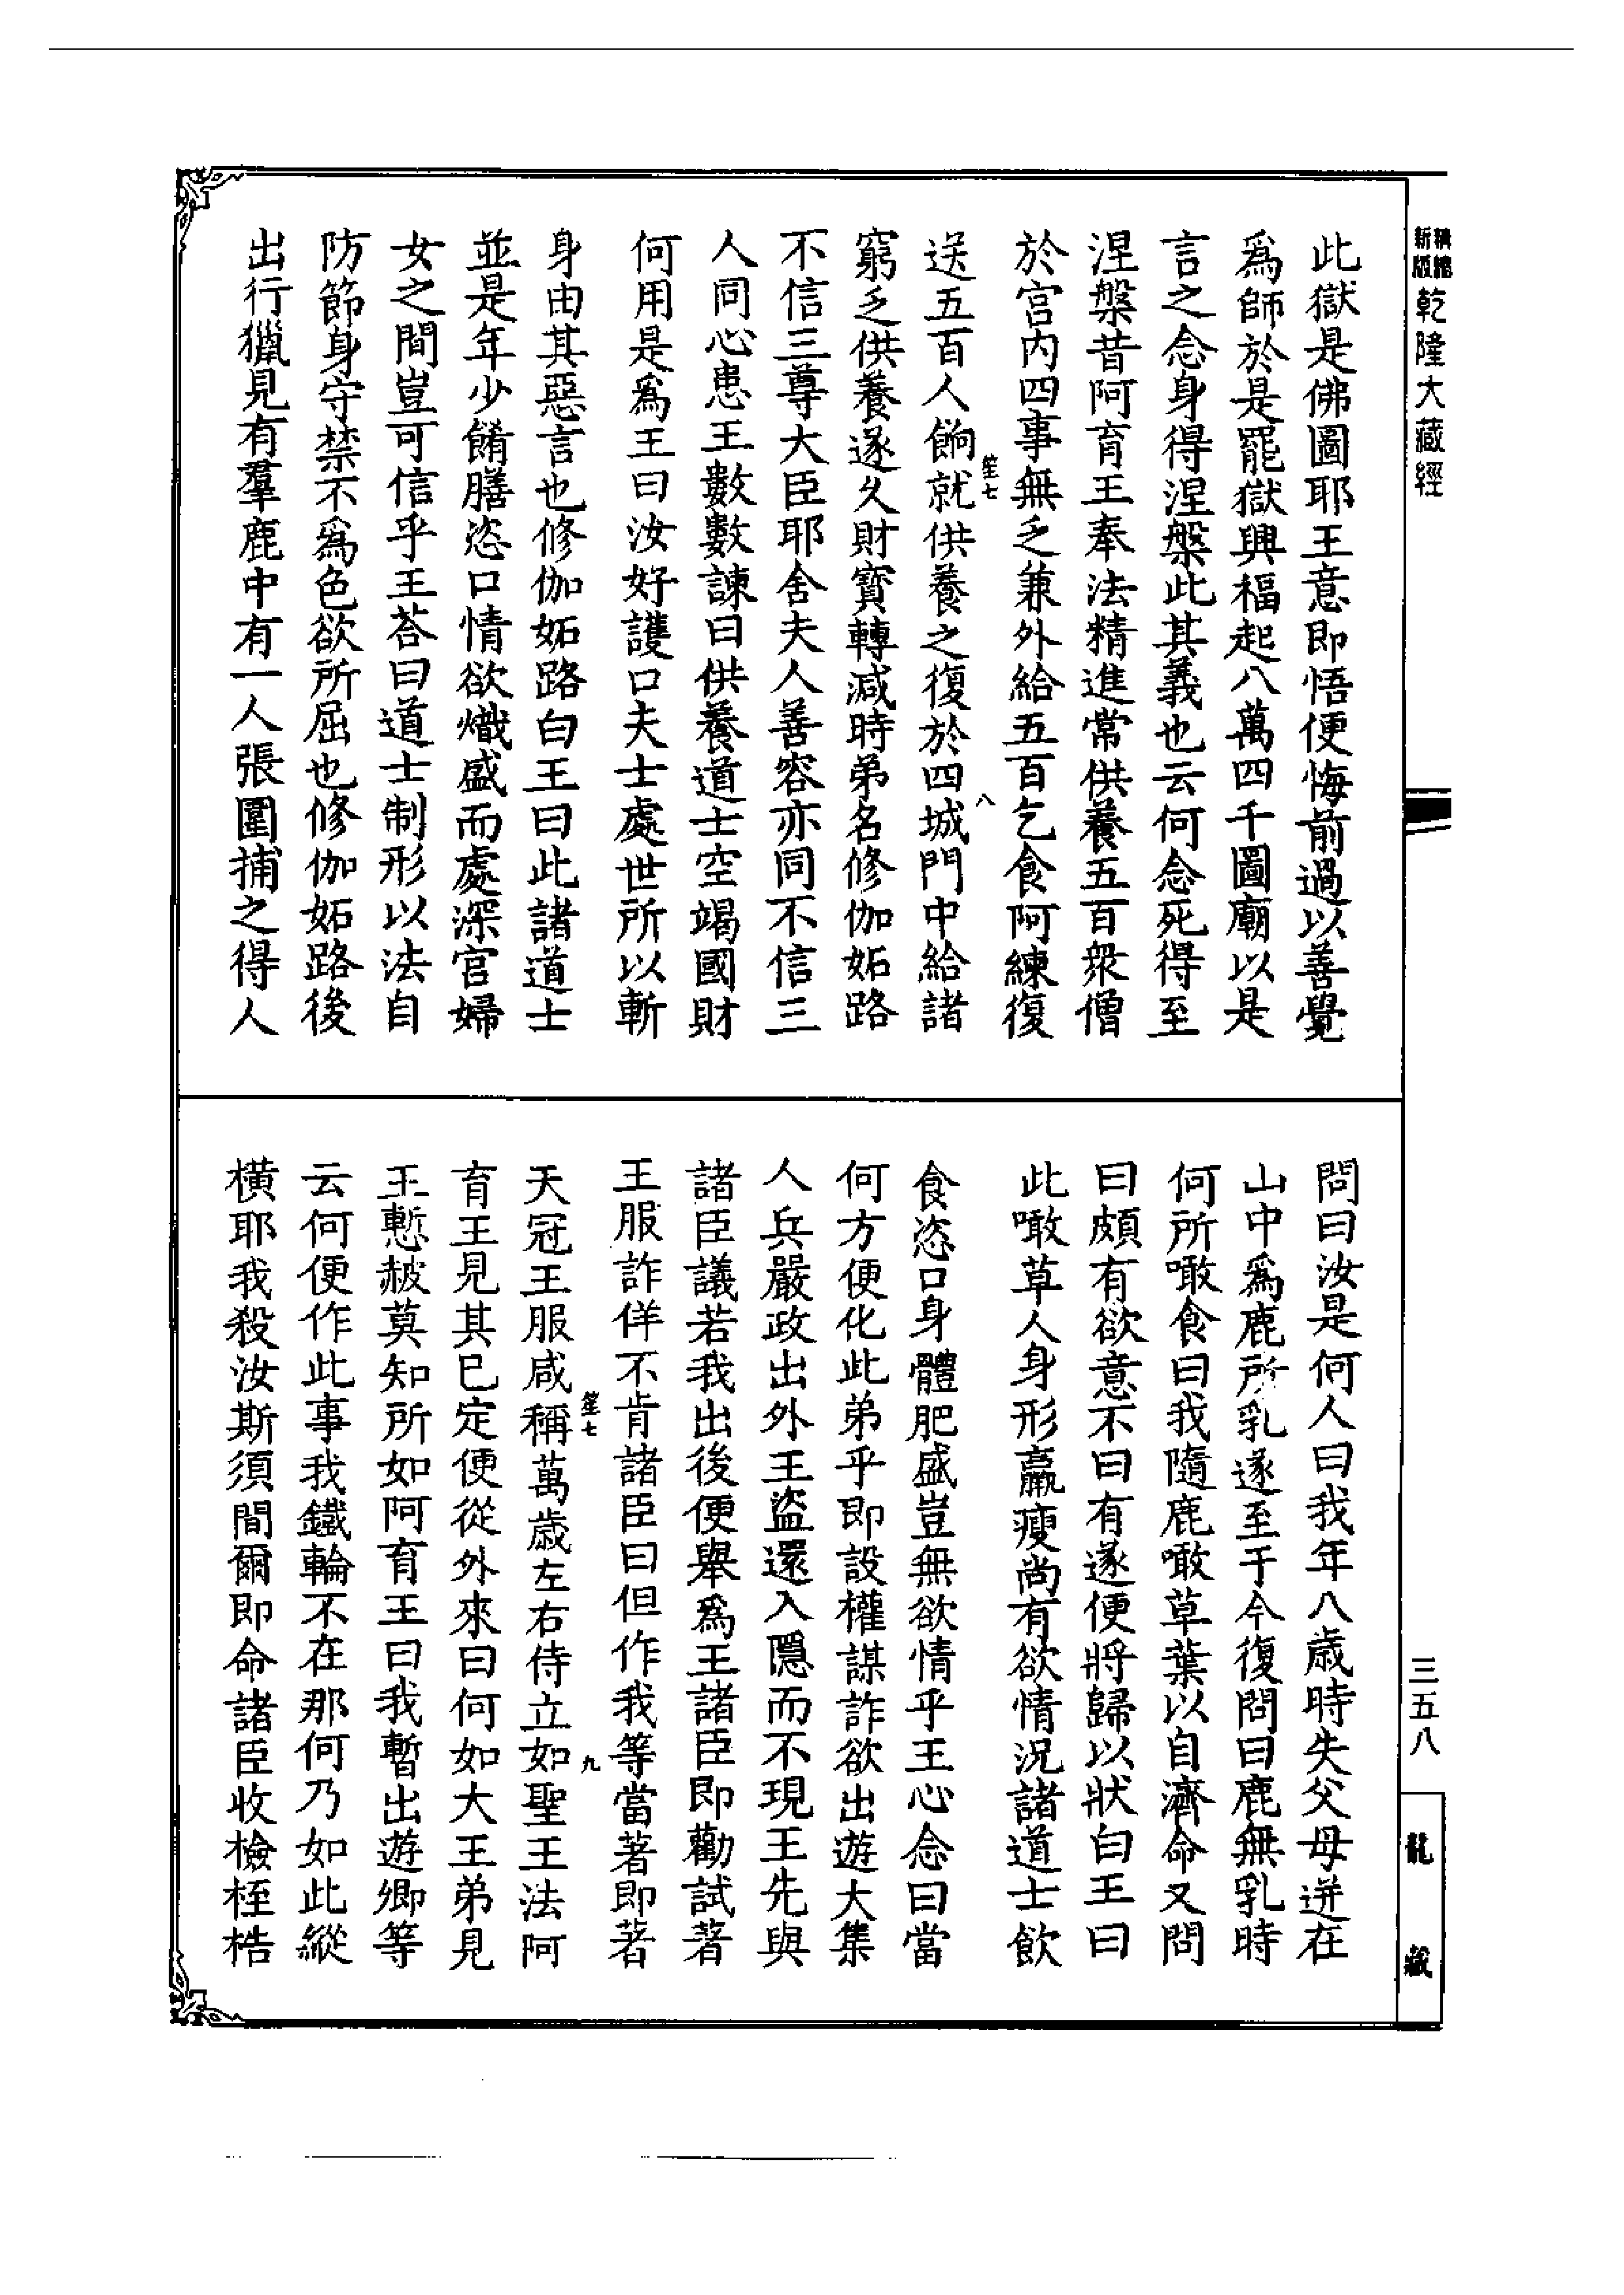 精縮
新版
乾隆大藏經
此獄是佛圖耶王意即悟便悔前過以善覺
爲師於是罷獄興福起八萬四千圖廟以是
言之念身得涅槃此其義也云何念死得至
涅槃昔阿育王奉法精進常供養五百衆僧
於宮内四事無乏兼外給五百乞食阿練復
笙七
八
送五百人餉就供養之復於四城門中給諸
窮乏供養遂久財寶轉減時弟名修伽妬路
不信三尊大臣耶舍夫人善容亦同不信三
人同心患王數數諫曰供養道士空竭國財
何用是爲王曰汝好護口夫士處世所以斬
身由其惡言也修伽妬路白王曰此諸道士
並是年少餚膳恣口情欲熾盛而處深宮婦
女之間豈可信乎王荅曰道士制形以法自
防節身守禁不爲色欲所屈也修伽妬路後
出行獵見有羣鹿中有一人張圍捕之得人
三五八
龍藏
問曰汝是何人曰我年八歲時失父母迸在
山中爲鹿所乳遂至于今復問曰鹿無乳時
何所噉食曰我隨鹿噉草葉以自濟命又問
曰頗有欲意不曰有遂便將歸以狀白王曰
此噉草人身形羸瘦尚有欲情況諸道士飲
食恣口身體肥盛豈無欲情乎王心念曰當
何方便化此弟乎即設權謀詐欲出遊大集
人兵嚴政出外王盜還入隱而不現王先與
諸臣議若我出後便舉爲王諸臣即勸試著
王服詐佯不肯諸臣曰但作我等當著即著
笙七
九
天冠王服咸稱萬歲左右侍立如聖王法阿
育王見其已定便從外來曰何如大王弟見
王慙赧莫知所如阿育王曰我暫出遊卿等
云何便作此事我鐵輪不在那何乃如此縱
橫耶我殺汝斯須間爾即命諸臣收檢桎梏